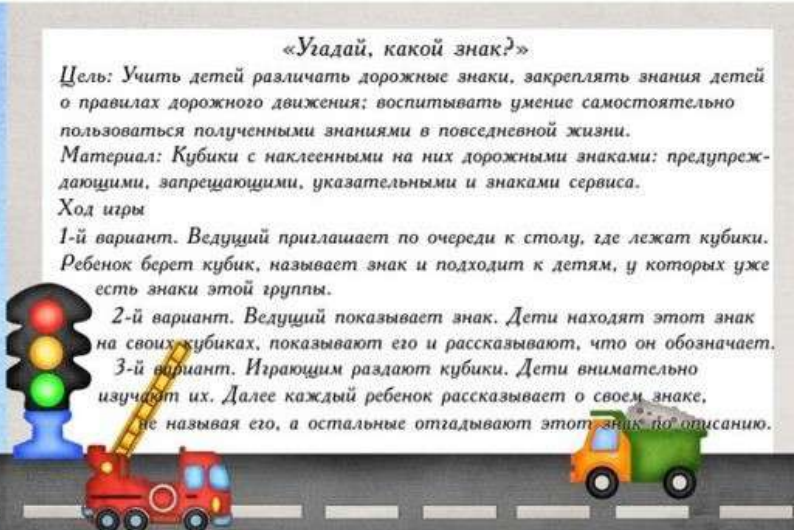 «Угадай, какой знак?»
Цель: Учить детей различать дорожные знаки, закреплять знания детей
о правилах дорожного движения; воспитывать умение самостоятельно
пользоваться полученными знаниями в повседневной жизни.
Материал: Кубики с наклеенными на них дорожными знаками: предупреж-
дающими, запрещающими, указательными и знаками сервиса.
Ход игры
1-й вариант. Ведущий приглашает по очереди к столу, где лежат кубики.
Ребенок берет кубик, называет знак и подходит к детям, у которых уже
есть знаки этой группы.
2-й вариант. Ведущий показывает знак. Дети находят этот знак
на своих кубиках, показывают его и рассказывают, что он обозначает.
3-й вариант. Играющим раздают кубики. Дети внимательно
изучают их. Далее каждый ребенок рассказывает о своем знаке,
не называя его, а остальные отгадывают этот знак по описанию.